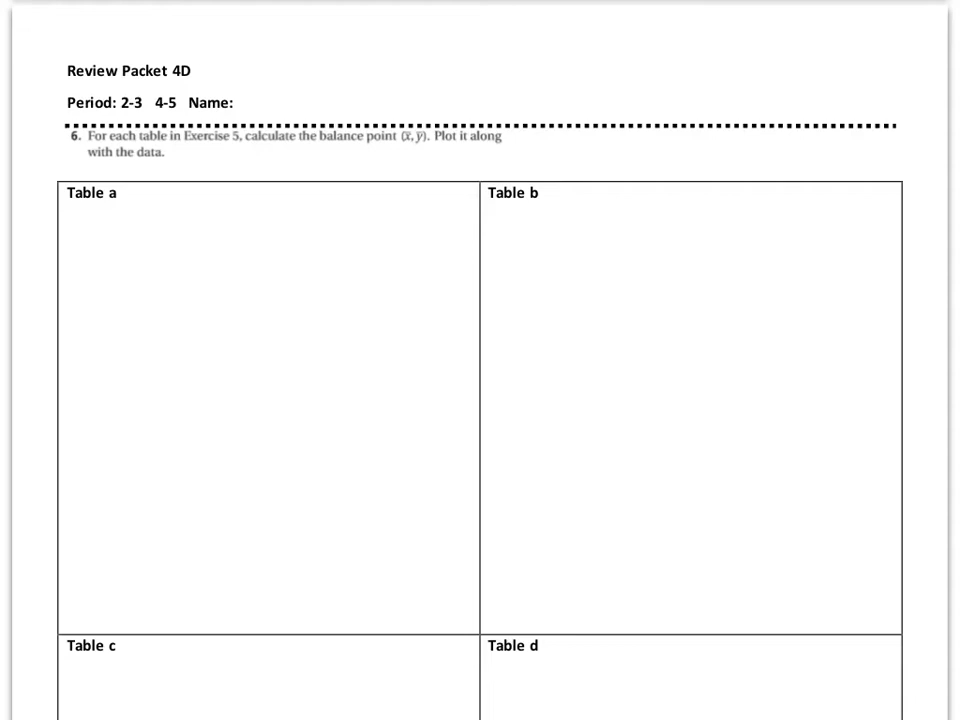 Review Packet 4D
Period: 2-3 4-5 Name:
6. For each table in Exercise 5, calculate the balance point (x̄, ȳ). Plot it along
with the data.
Table a
Table b
Table c
Table d